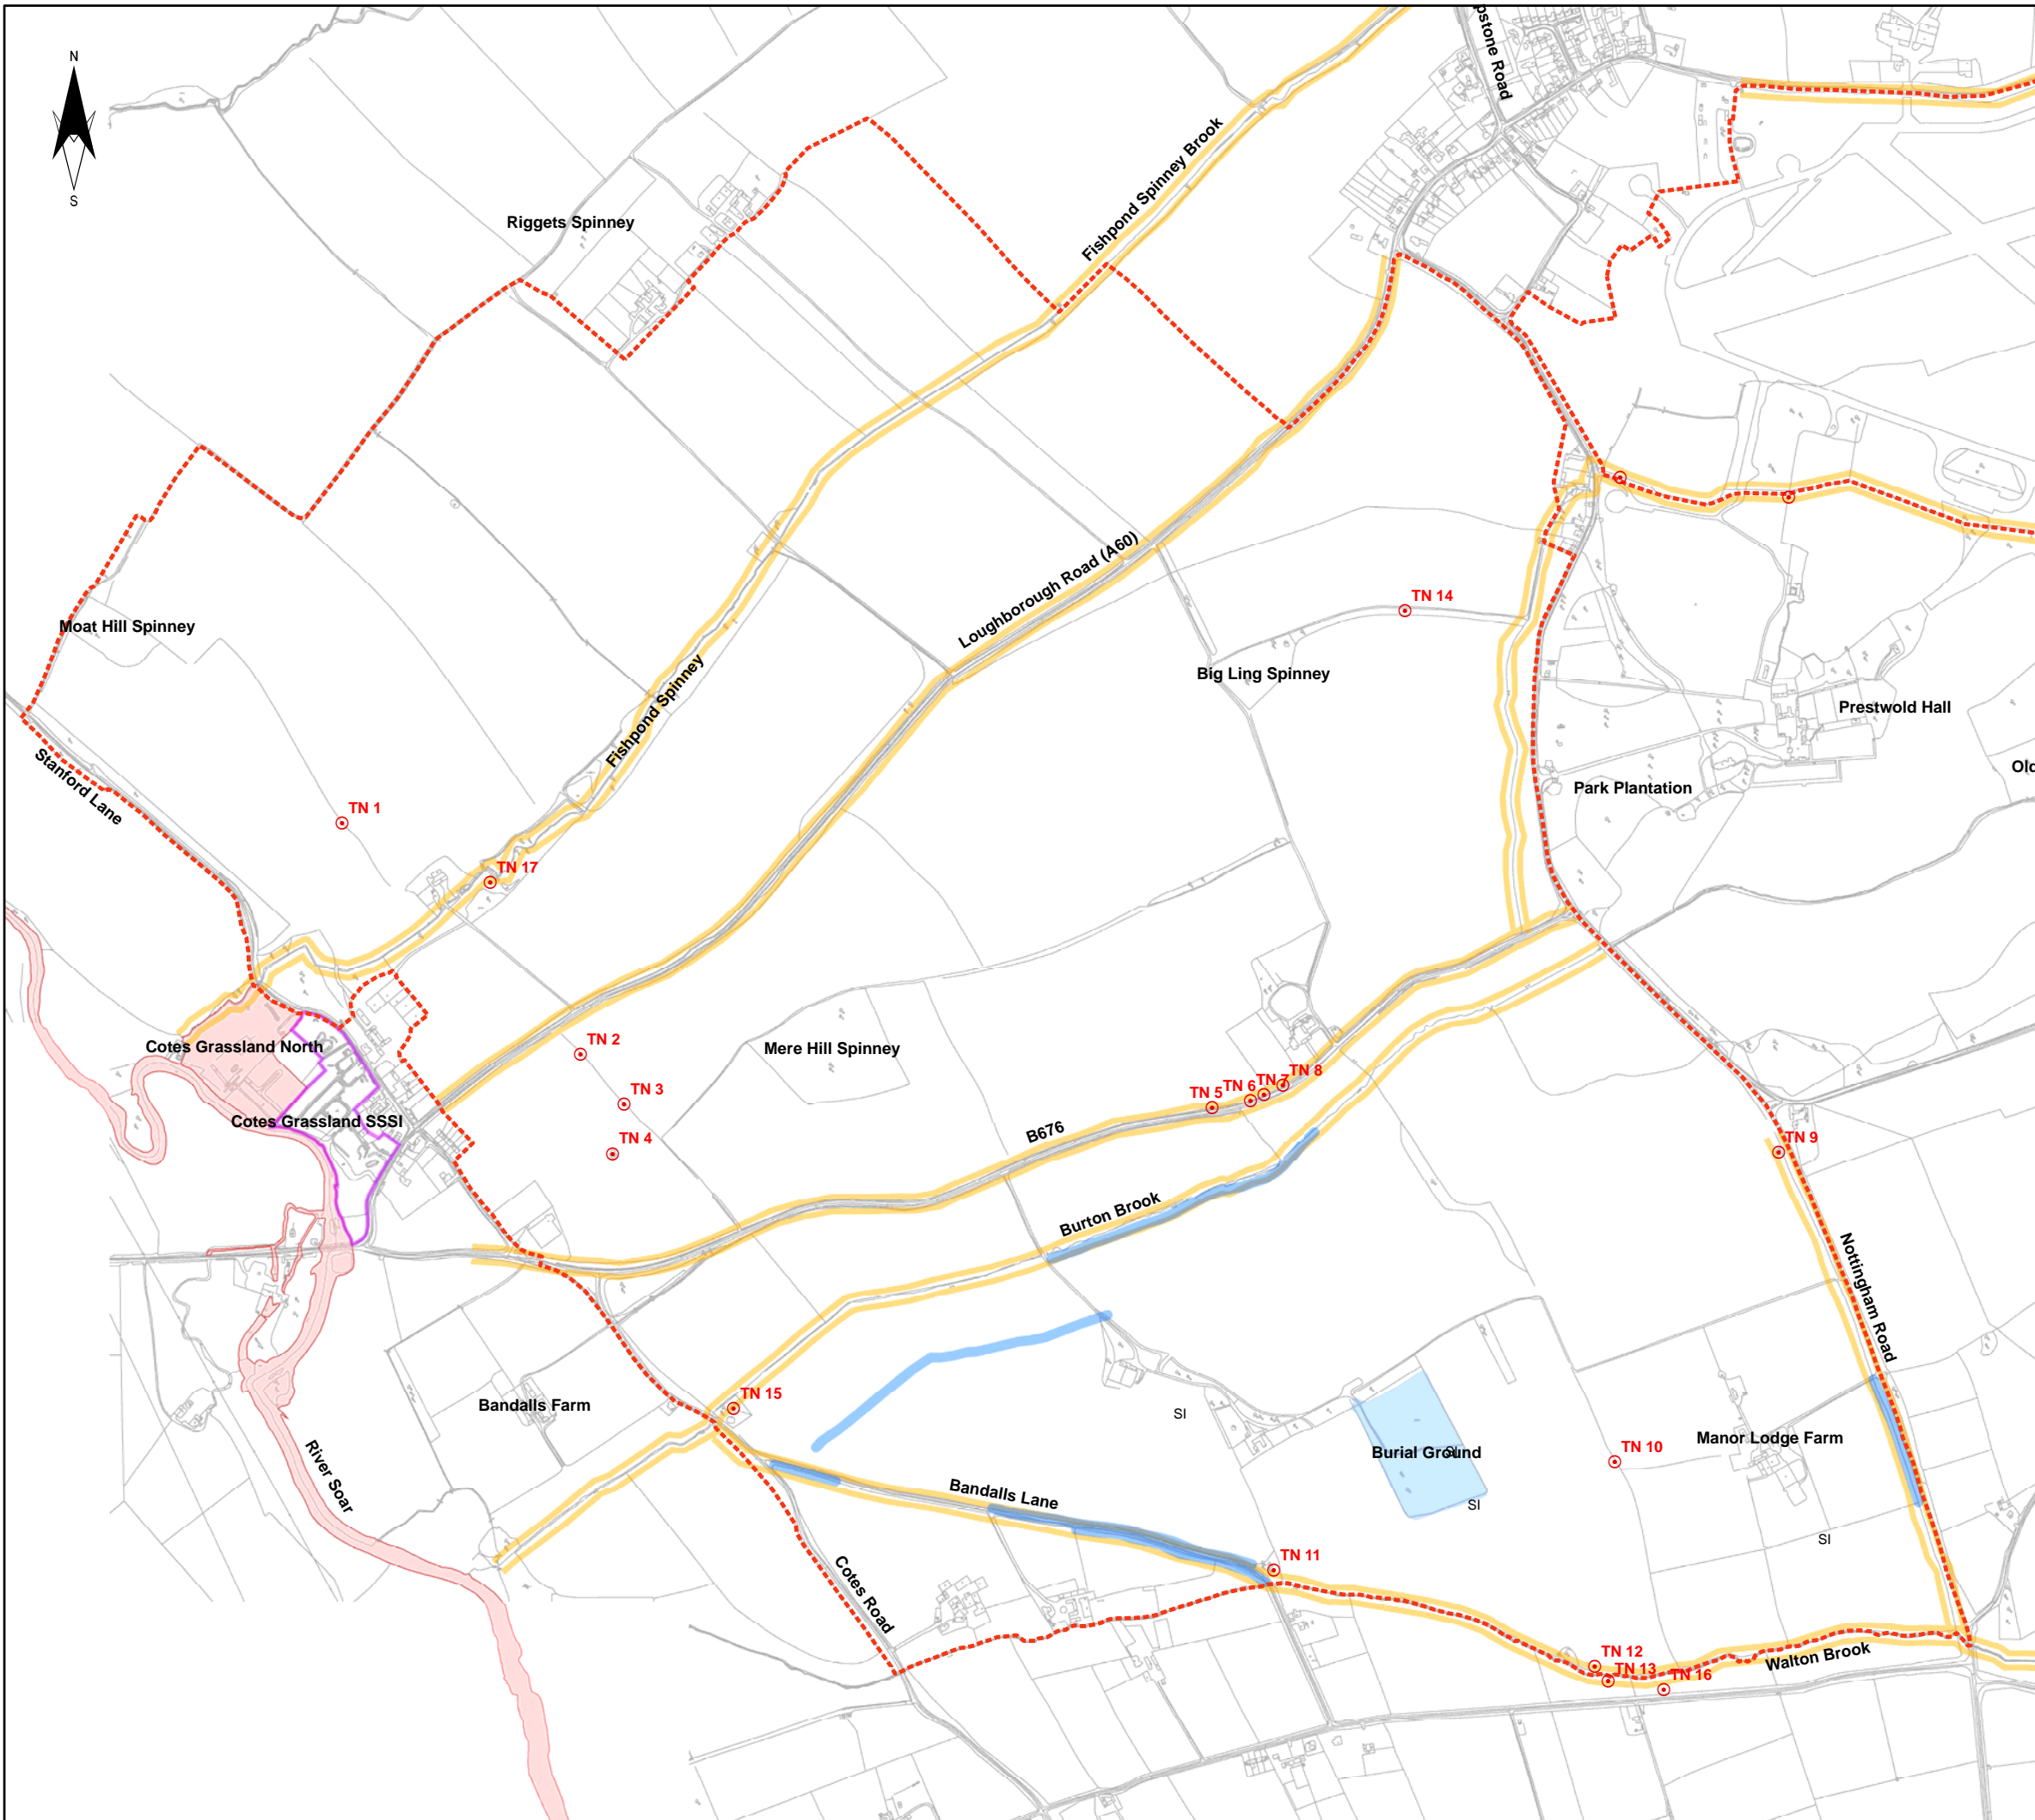 N
S
pstone Road
Fishpond Spinney Brook
Riggets Spinney
Loughborough Road (A60)
TN 14
Moat Hill Spinney
Big Ling Spinney
Fishpond Spinney
Prestwold Hall
Stanford Lane
Old
Park Plantation
TN 1
TN 17
Cotes Grassland North
TN 2
Mere Hill Spinney
TN 3
TN 5
TN 6
TN 7
TN 8
Cotes Grassland SSSI
TN 4
B676
TN 9
Burton Brook
Nottingham Road
TN 15
Bandalls Farm
SI
Burial Ground
SI
Manor Lodge Farm
TN 10
River Soar
Bandalls Lane
SI
SI
TN 11
Cotes Road
TN 12
Walton Brook
TN 13
TN 16